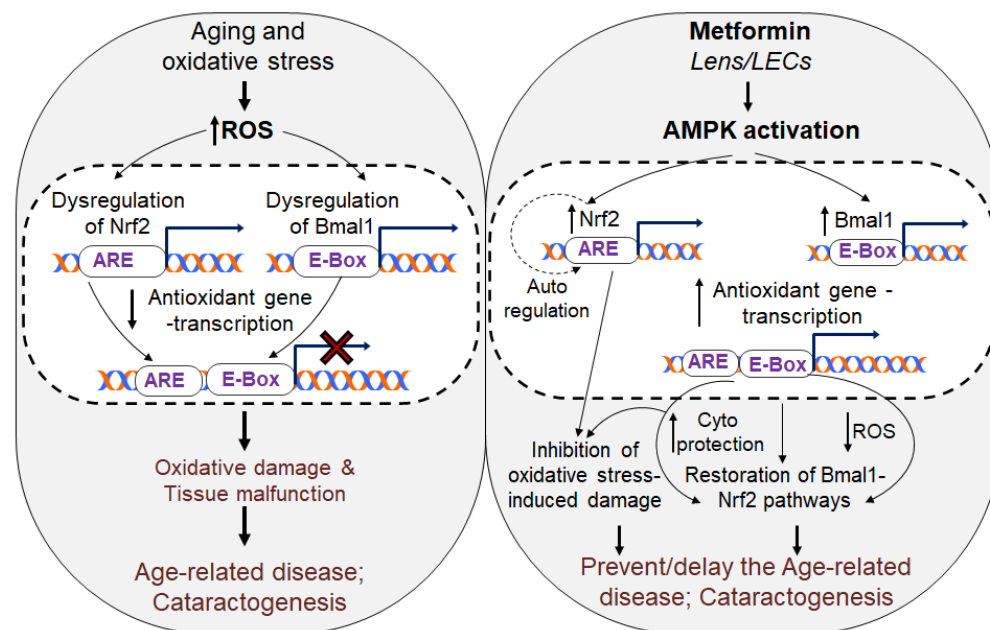 Aging and
oxidative stress
ROS
Dysregulation
of Nrf2
Dysregulation
of Bmal1
ARE
E-Box
Antioxidant gene
-transcription
ARE
E-Box
Oxidative damage &
Tissue malfunction
Age-related disease;
Cataractogenesis
Metformin
Lens/LECs
AMPK activation
Nrf2
ARE
Bmal1
E-Box
Auto
regulation
Antioxidant gene -
transcription
ARE
E-Box
Cyto
protection
ROS
Inhibition of
oxidative stress-
induced damage
Restoration of Bmal1-
Nrf2 pathways
Prevent/delay the Age-related
disease; Cataractogenesis